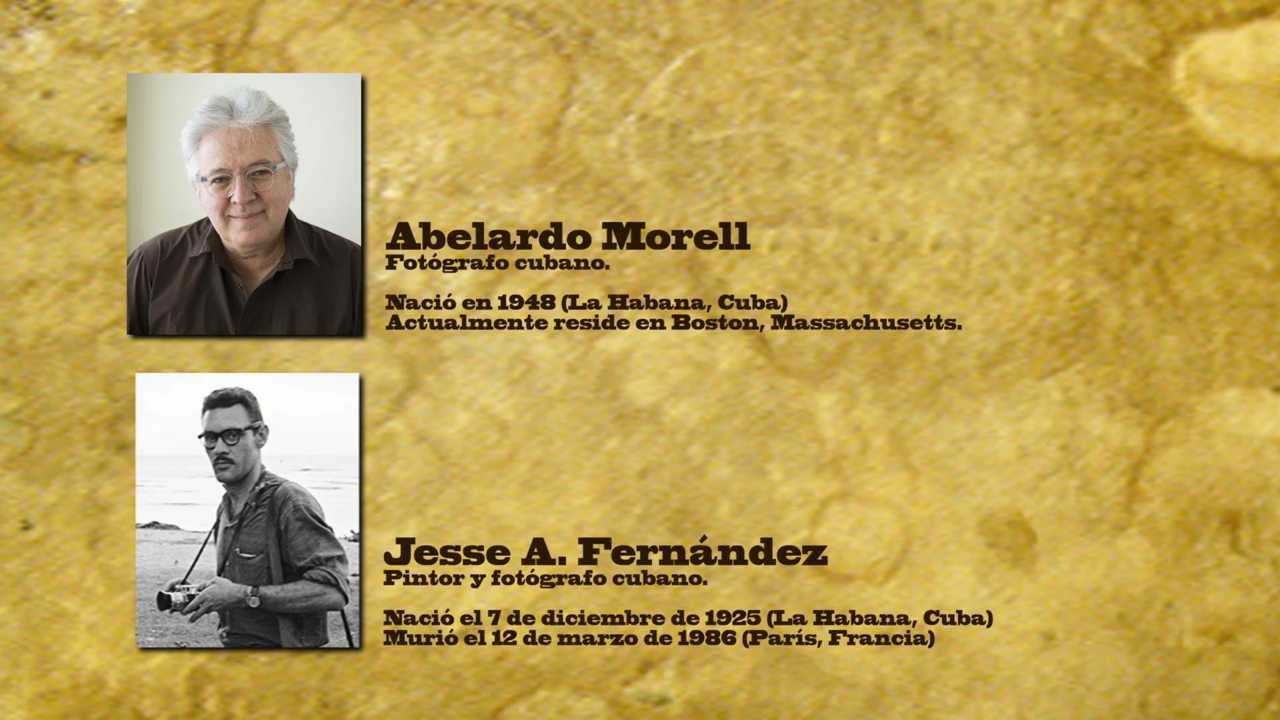 Abelardo Morell
Fotógrafo cubano.
Nació en 1948 (La Habana, Cuba)
Actualmente reside en Boston, Massachusetts.
Jesse A. Fernández
Pintor y fotógrafo cubano.
Nació el 7 de diciembre de 1925 (La Habana, Cuba)
Murió el 12 de marzo de 1986 (París, Francia)